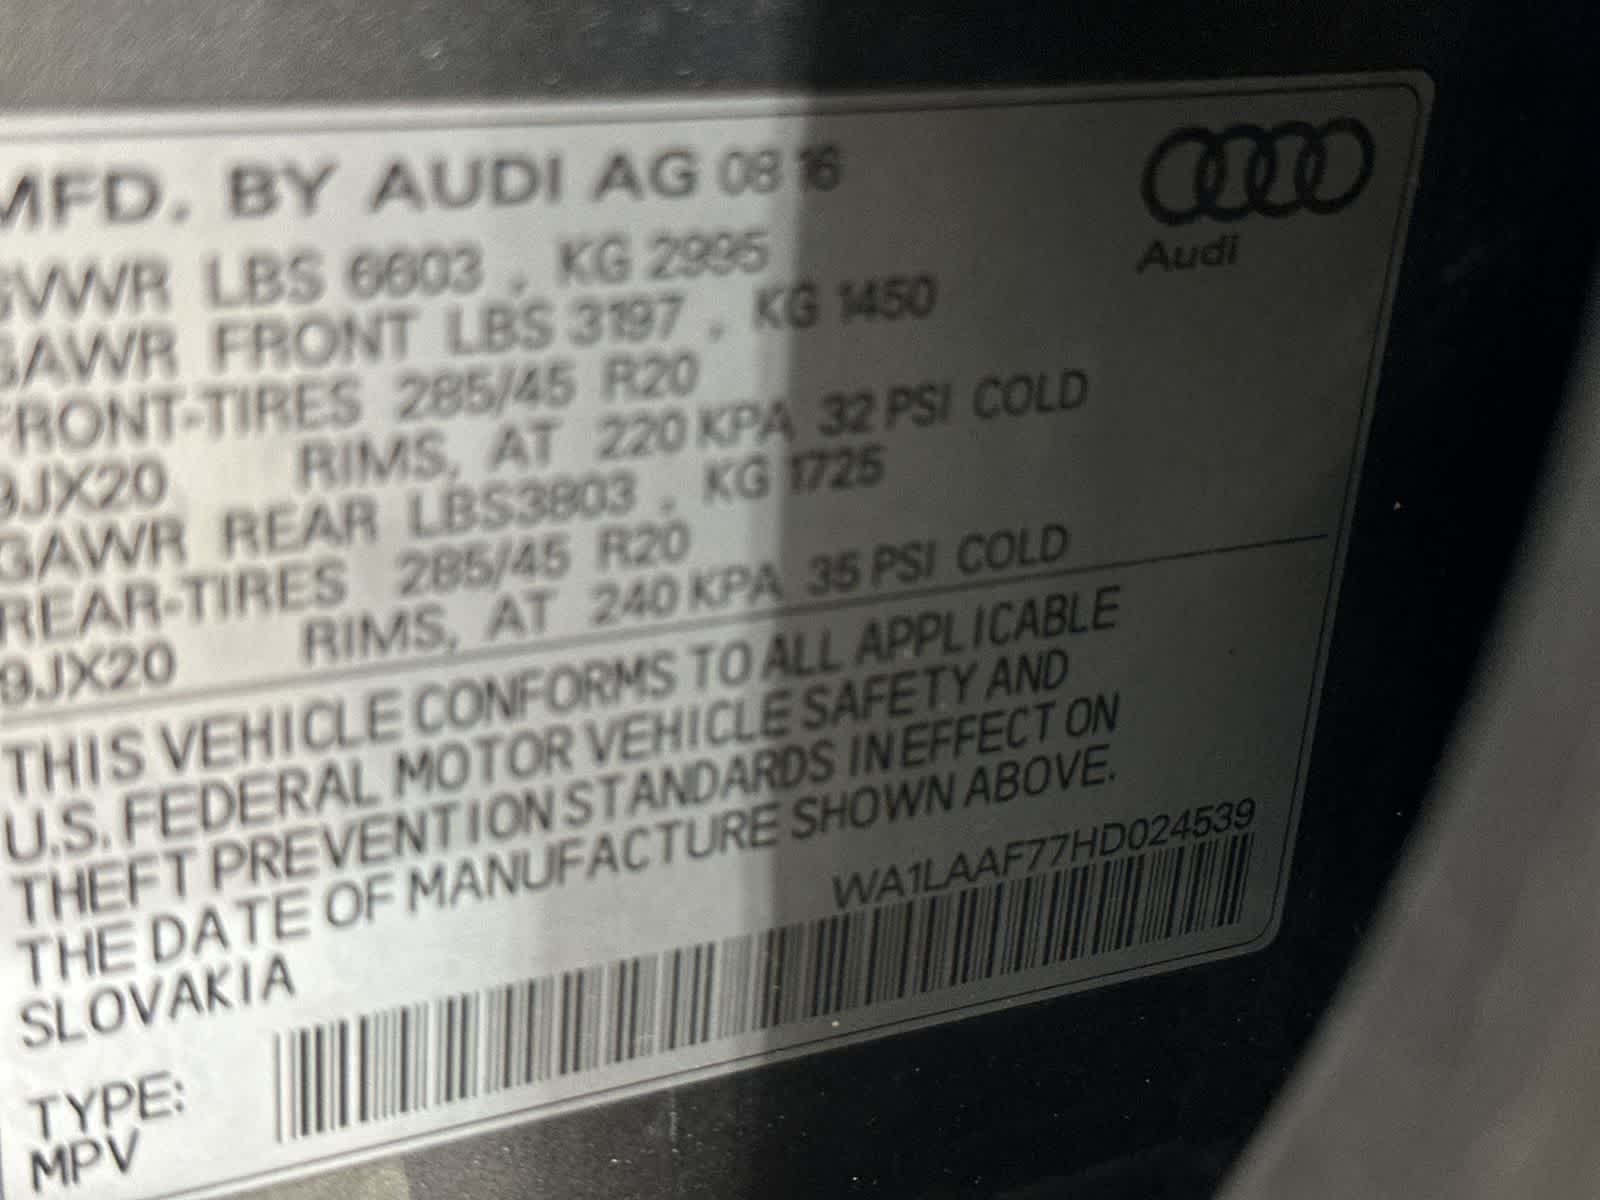 MFD. BY AUDI AG 08 16
Audi
GVWR LBS 6603 , KG 2995
GAWR FRONT LBS 3197 , KG 1450
FRONT-TIRES 285/45 R20
9JX20 RIMS, AT 220 KPA 32 PSI COLD
GAWR REAR LBS3803 , KG 1725
REAR-TIRES 285/45 R20
9JX20 RIMS, AT 240 KPA 35 PSI COLD
THIS VEHICLE CONFORMS TO ALL APPLICABLE
U.S. FEDERAL MOTOR VEHICLE SAFETY AND
THEFT PREVENTION STANDARDS IN EFFECT ON
THE DATE OF MANUFACTURE SHOWN ABOVE.
SLOVAKIA
WA1LAAF77HD024539
TYPE:
MPV